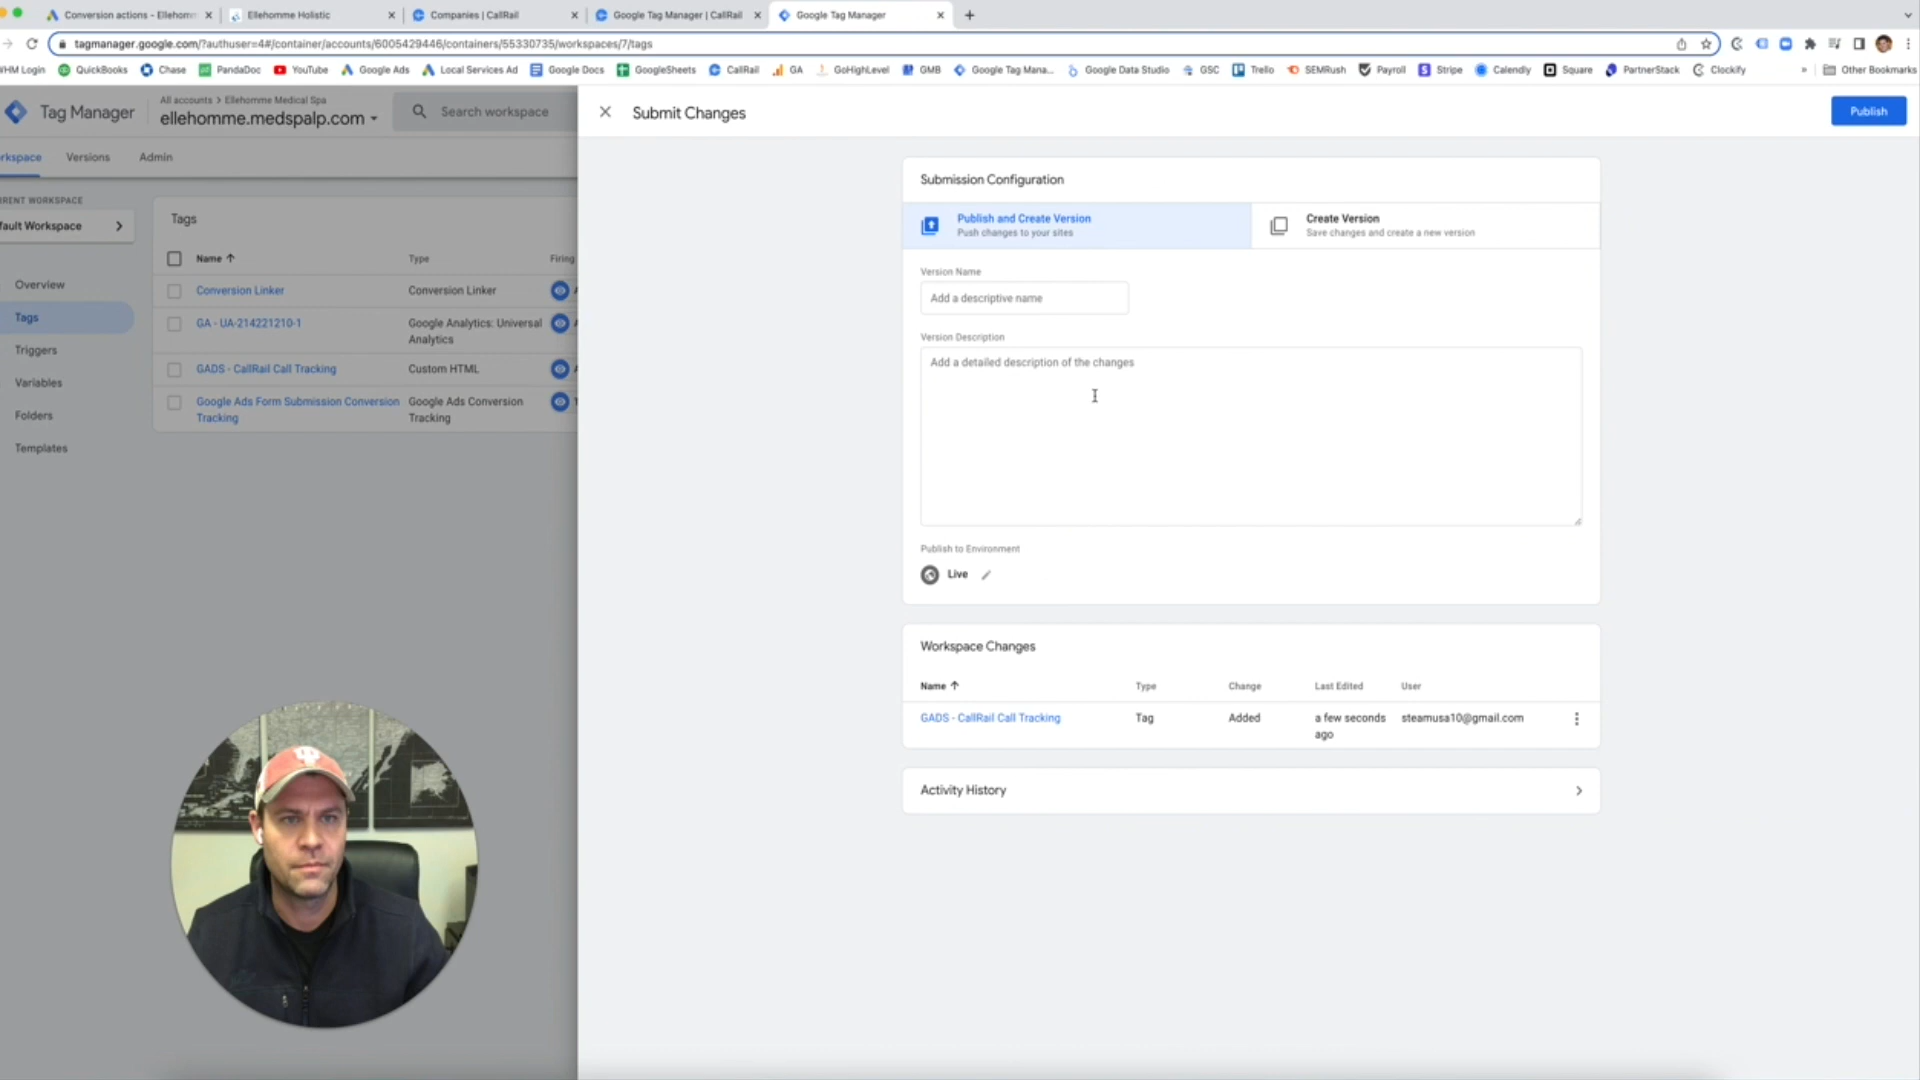 Conversion actions - Ellehomm
Ellehomme Holistic
Companies | CallRail
Google Tag Manager | CallRail
Google Tag Manager
tagmanager.google.com/?authuser=4#/container/accounts/6005429446/containers/55330735/workspaces/7/tags
WHM Login
QuickBooks
Chase
PandaDoc
YouTube
Google Ads
Local Services Ad
Google Docs
GoogleSheets
CallRail
GA
GoHighLevel
GMB
Google Tag Mana...
Google Data Studio
GSC
Trello
SEMRush
Payroll
Stripe
Calendly
Square
PartnerStack
Clockify
» Other Bookmarks
Tag Manager
All accounts > Ellehomme Medical Spa
ellehomme.medspalp.com
Search workspace
Submit Changes
Publish
rkspace
Versions
Admin
RRENT WORKSPACE
fault Workspace
Overview
Tags
Triggers
Variables
Folders
Templates
Tags
Name Type Firing
Conversion Linker Conversion Linker
GA - UA-214221210-1 Google Analytics: Universal
Analytics
GADS - CallRail Call Tracking Custom HTML
Google Ads Form Submission Conversion Google Ads Conversion
Tracking Tracking
Submission Configuration
Publish and Create Version
Push changes to your sites
Create Version
Save changes and create a new version
Version Name
Add a descriptive name
Version Description
Add a detailed description of the changes
Publish to Environment
Live
Workspace Changes
Name Type Change Last Edited User
GADS - CallRail Call Tracking Tag Added a few seconds steamusa10@gmail.com
ago
Activity History